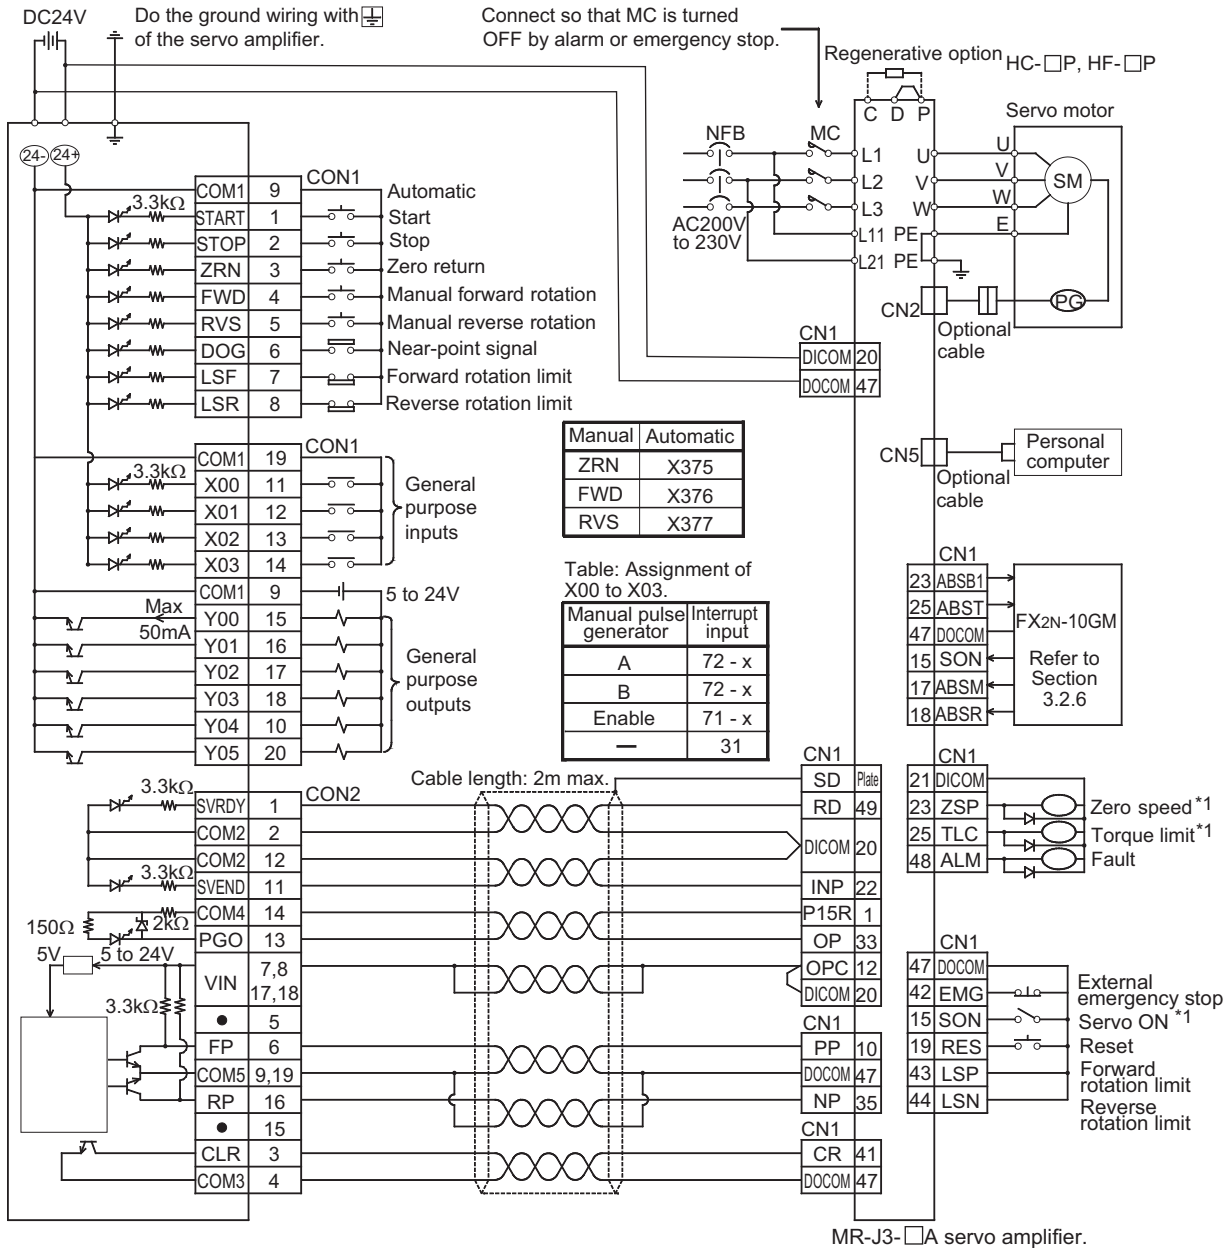 DC24V
Do the ground wiring with
of the servo amplifier.
Connect so that MC is turned
OFF by alarm or emergency stop.
Regenerative option
HC-□P, HF-□P
C D P
Servo motor
NFB
MC
L1
L2
L3
L11 PE
L21 PE
U
V
W
U
V
W
E
SM
PG
AC200V
to 230V
CN2
Optional
cable
24-
24+
CON1
COM1 9 Automatic
3.3kΩ
START 1 Start
STOP 2 Stop
ZRN 3 Zero return
FWD 4 Manual forward rotation
RVS 5 Manual reverse rotation
DOG 6 Near-point signal
LSF 7 Forward rotation limit
LSR 8 Reverse rotation limit
CN1
DICOM 20
DOCOM 47
CON1
COM1 19
3.3kΩ
X00 11
X01 12
X02 13
X03 14
General
purpose
inputs
COM1 9 5 to 24V
Max
50mA
Y00 15
Y01 16
Y02 17
Y03 18
Y04 10
Y05 20
General
purpose
outputs
Manual Automatic
ZRN X375
FWD X376
RVS X377
Table: Assignment of
X00 to X03.
Manual pulse
generator
Interrupt
input
A 72 - x
B 72 - x
Enable 71 - x
— 31
CN5
Optional
cable
Personal
computer
CN1
23 ABSB1
25 ABST
47 DOCOM
15 SON
17 ABSM
18 ABSR
FX2N-10GM
Refer to
Section
3.2.6
Cable length: 2m max.
CON2
3.3kΩ
SVRDY 1
COM2 2
COM2 12
3.3kΩ
SVEND 11
COM4 14
PGO 13
150Ω
2kΩ
5V
5 to 24V
VIN 7,8
17,18
3.3kΩ
● 5
FP 6
COM5 9,19
RP 16
● 15
CLR 3
COM3 4
CN1
SD Plate
RD 49
DICOM 20
INP 22
P15R 1
OP 33
OPC 12
DICOM 20
CN1
PP 10
DOCOM 47
NP 35
CN1
CR 41
DOCOM 47
CN1
21 DICOM
23 ZSP Zero speed*1
25 TLC Torque limit*1
48 ALM Fault
CN1
47 DOCOM
42 EMG External
emergency stop
15 SON Servo ON *1
19 RES Reset
43 LSP Forward
rotation limit
44 LSN Reverse
rotation limit
MR-J3-□A servo amplifier.